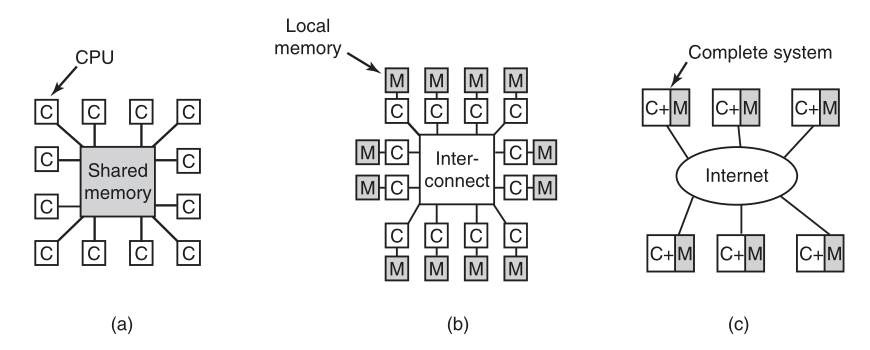 CPU
C C C C
C C
Shared
memory
C C
C C C C
(a)
Local
memory
M M M M
C C C C
M C C M
Inter-
connect
M C C M
C C C C
M M M M
(b)
Complete system
C+ M C+ M C+ M
Internet
C+ M C+ M C+ M
(c)